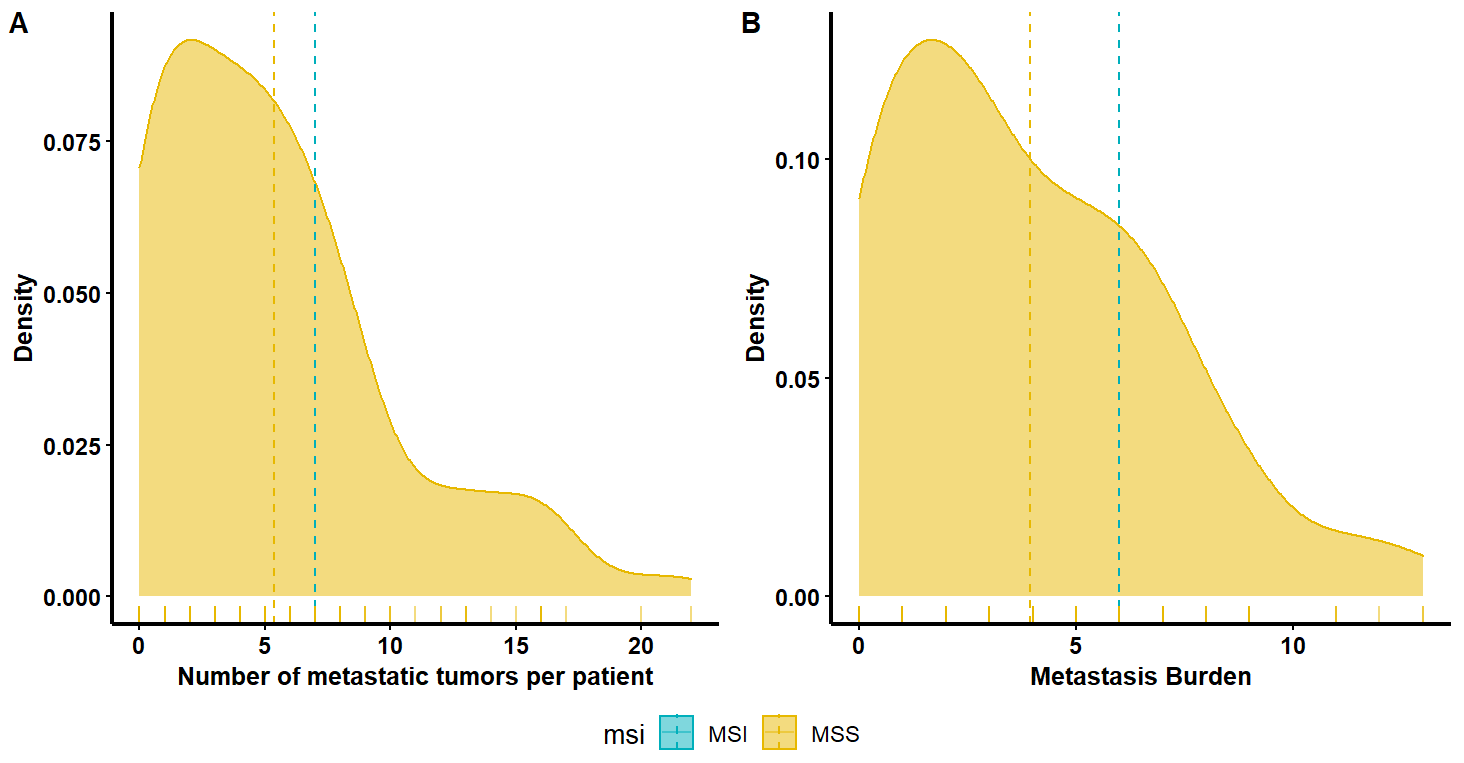 A
Density
0.075
0.050
0.025
0.000
0 5 10 15 20
Number of metastatic tumors per patient
B
Density
0.10
0.05
0.00
0 5 10
Metastasis Burden
msi MSI MSS